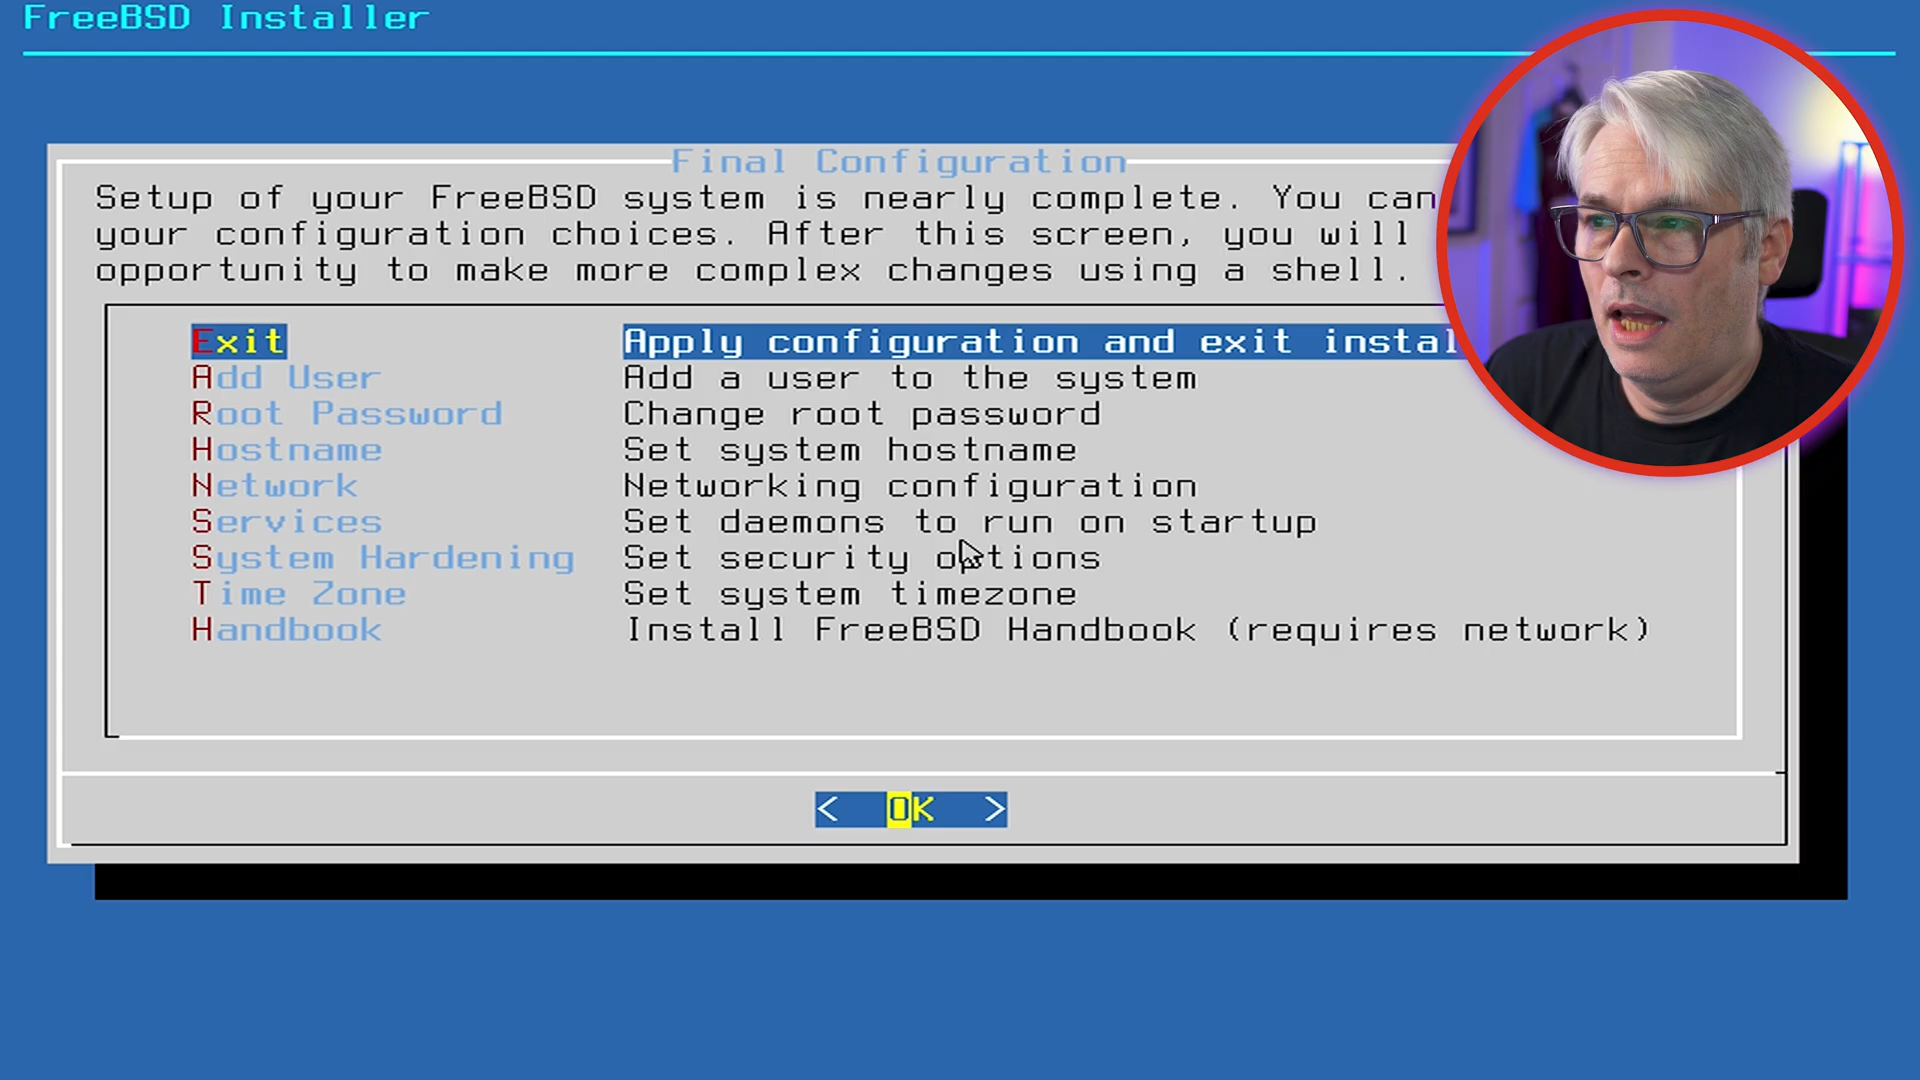 FreeBSD Installer
Final Configuration
Setup of your FreeBSD system is nearly complete. You can
your configuration choices. After this screen, you will
opportunity to make more complex changes using a shell.
Exit Apply configuration and exit instal
Add User Add a user to the system
Root Password Change root password
Hostname Set system hostname
Network Networking configuration
Services Set daemons to run on startup
System Hardening Set security options
Time Zone Set system timezone
Handbook Install FreeBSD Handbook (requires network)
< OK >